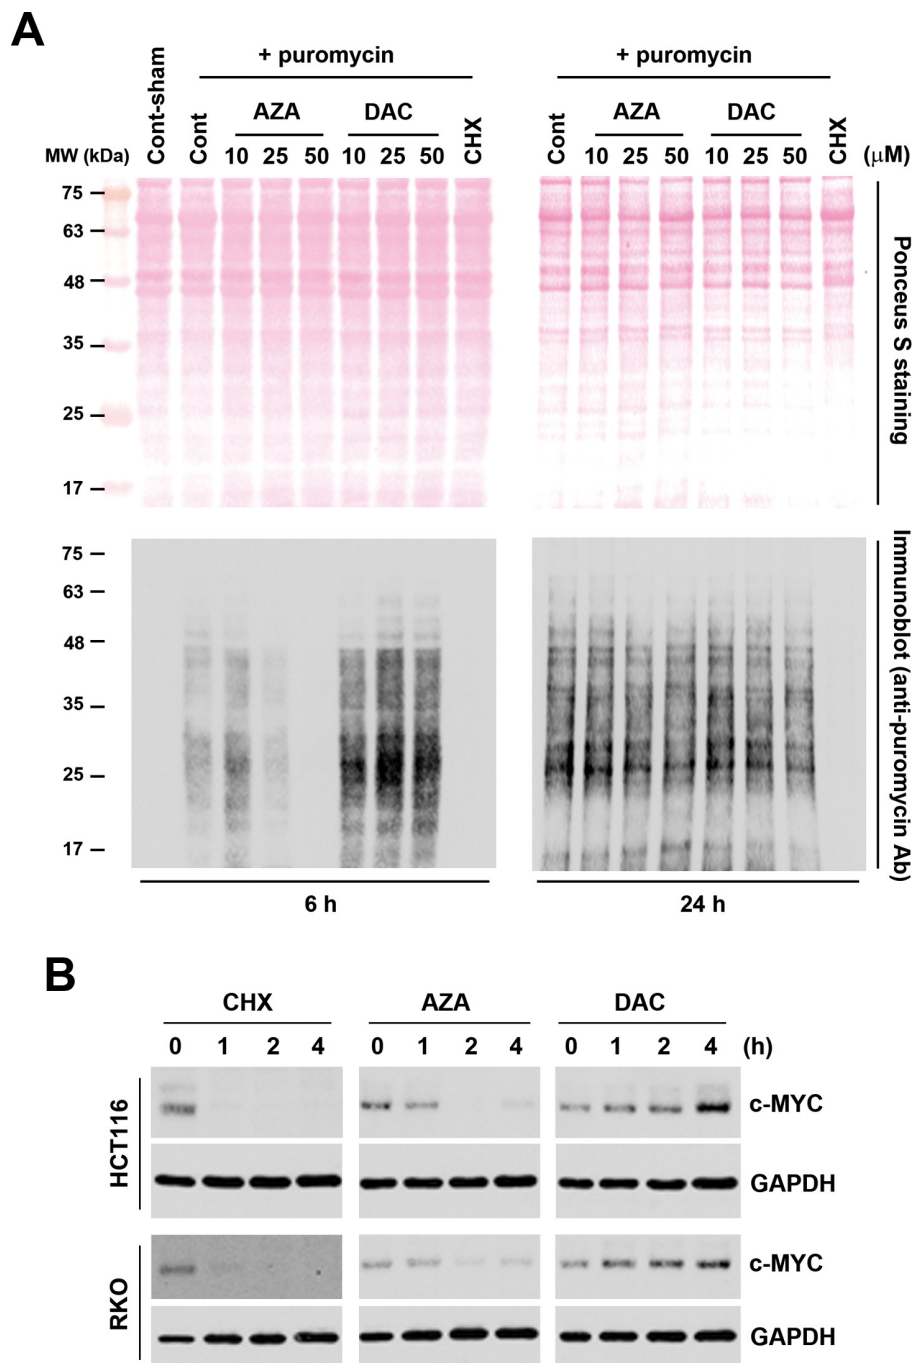 A
+ puromycin
+ puromycin
Cont-sham
Cont
AZA
DAC
CHX
Cont
AZA
DAC
CHX
MW (kDa)
10 25 50 10 25 50
10 25 50 10 25 50 (μM)
75
63
48
35
25
17
Ponceus S staining
75
63
48
35
25
17
Immunoblot (anti-puromycin Ab)
6 h
24 h
B
CHX AZA DAC
0 1 2 4 0 1 2 4 0 1 2 4 (h)
HCT116
c-MYC
GAPDH
RKO
c-MYC
GAPDH